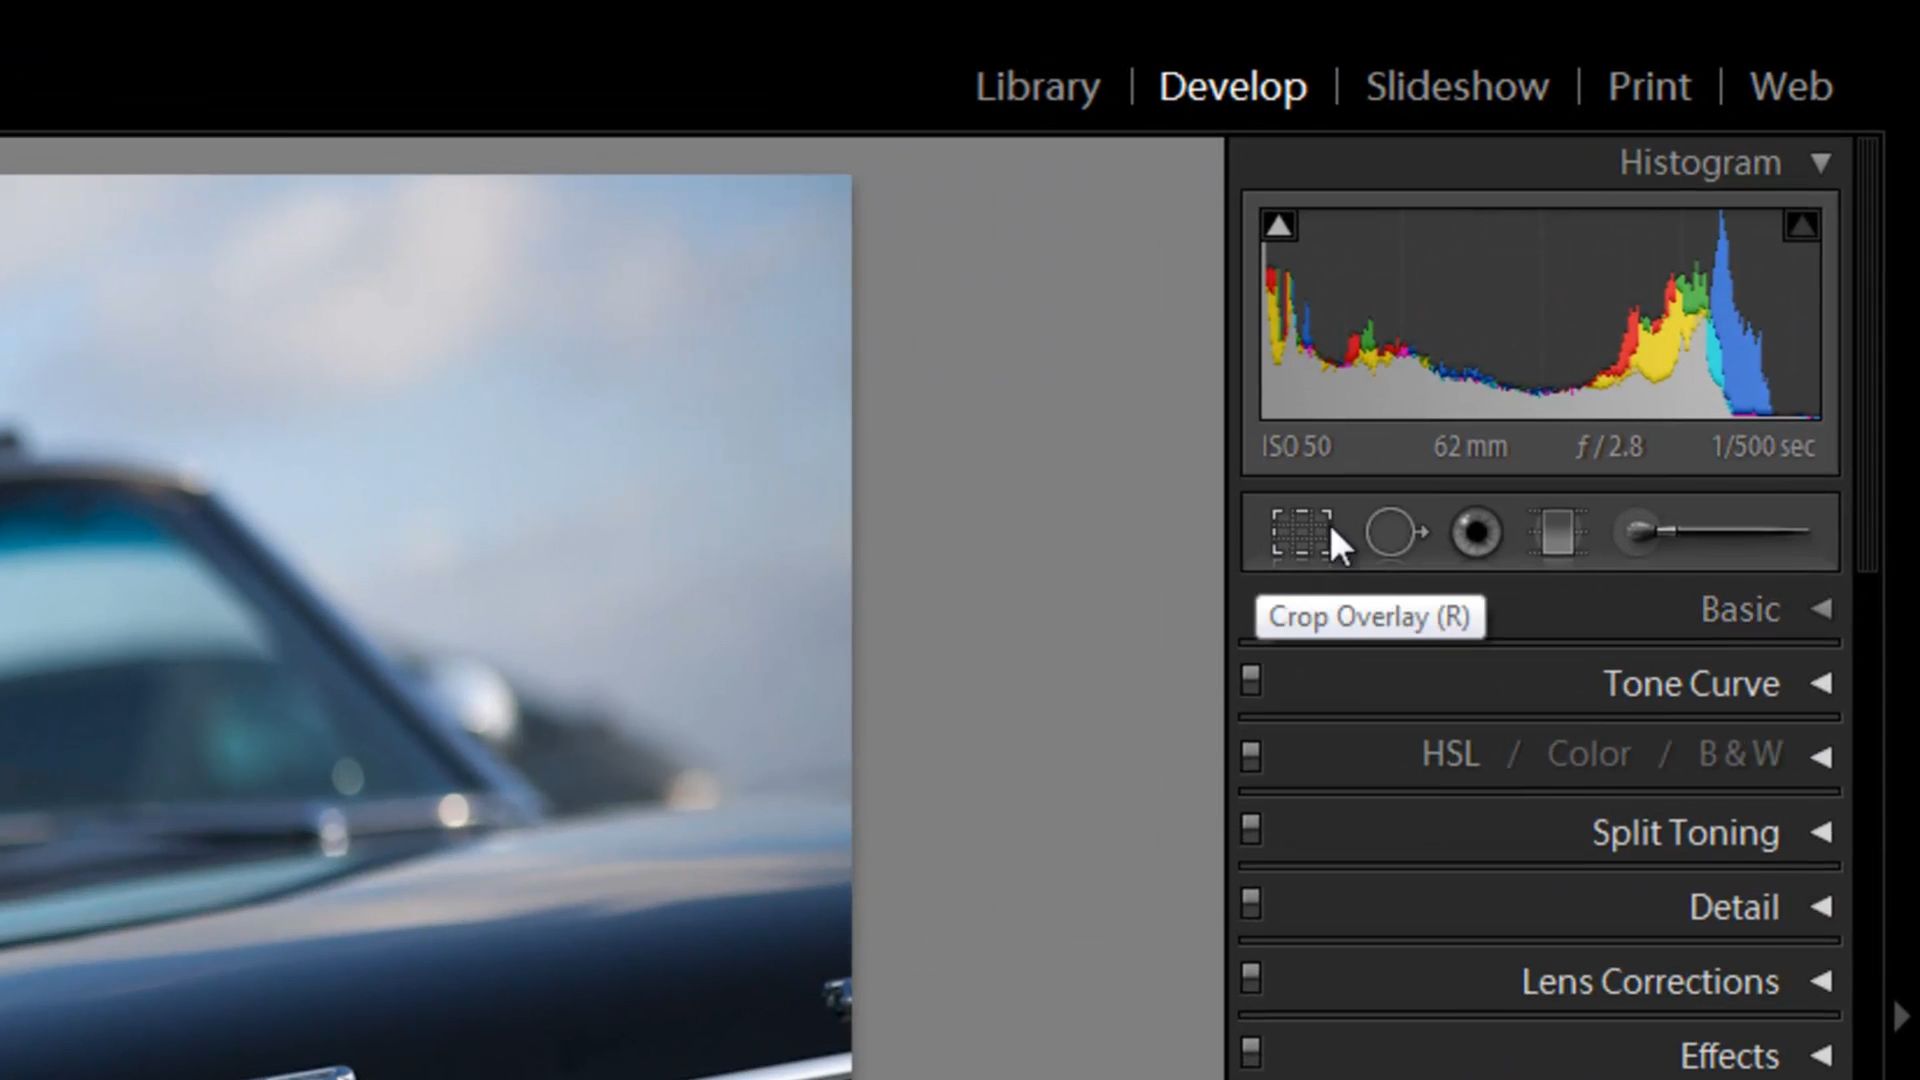 Library | Develop | Slideshow | Print | Web
Histogram
ISO 50 62 mm ƒ / 2.8 1/500 sec
Crop Overlay (R)
Basic
Tone Curve
HSL / Color / B & W
Split Toning
Detail
Lens Corrections
Effects